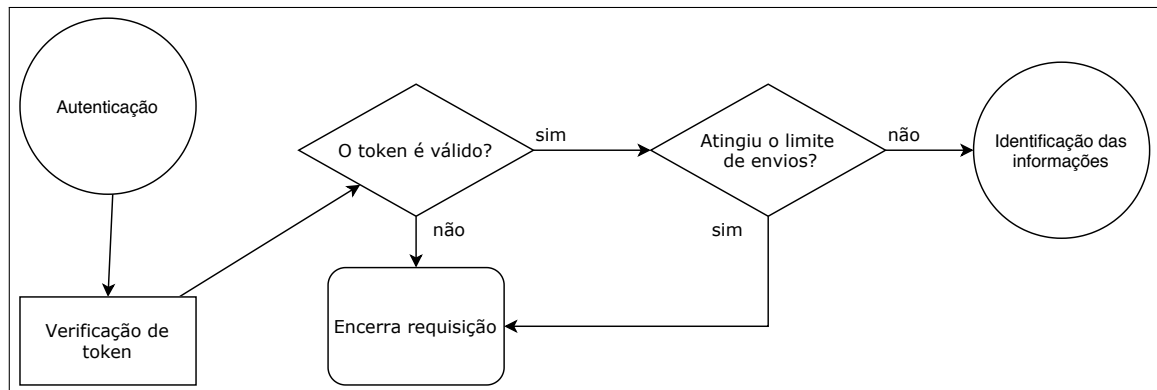 Autenticação
Verificação de
token
O token é válido?
sim
não
Encerra requisição
Atingiu o limite
de envios?
não
sim
Identificação das
informações